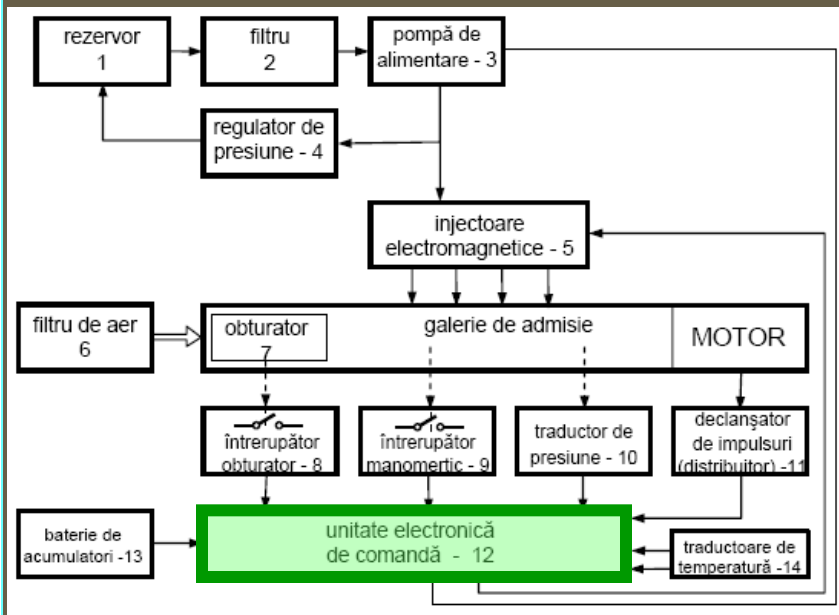 rezervor
1
filtru
2
pompă de
alimentare - 3
regulator de
presiune - 4
injectoare
electromagnetice - 5
filtru de aer
6
obturator
7
galerie de admisie
MOTOR
întrerupător
obturator - 8
întrerupător
manomertic - 9
traductor de
presiune - 10
declanşator
de impulsuri
(distribuitor) -11
baterie de
acumulatori -13
unitate electronică
de comandă - 12
traductoare de
temperatură -14